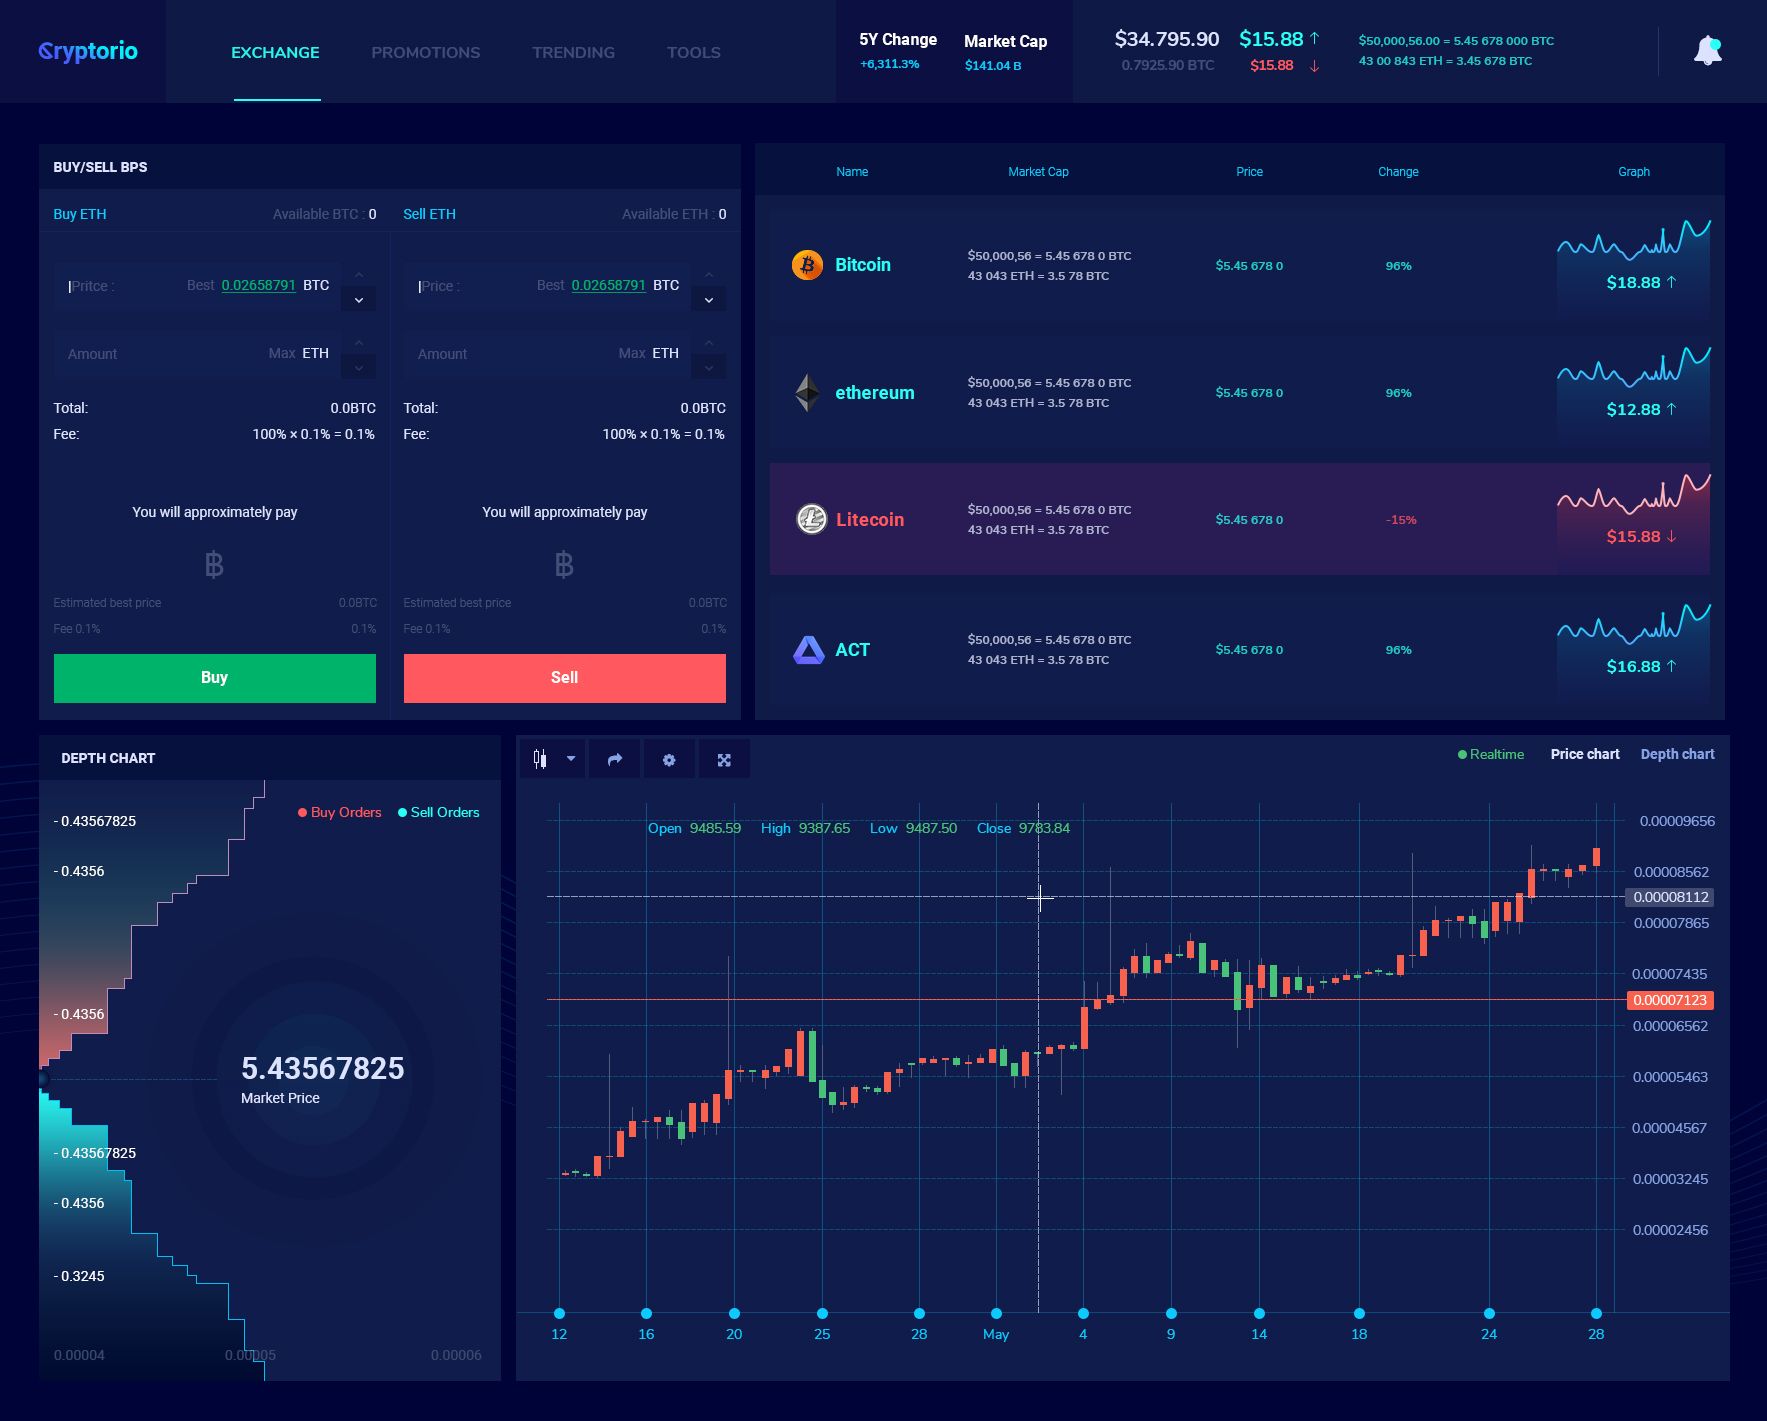 Cryptorio
EXCHANGE PROMOTIONS TRENDING TOOLS
5Y Change
+6,311.3%
Market Cap
$141.04 B
$34.795.90 $15.88 ↑
0.7925.90 BTC $15.88 ↓
$50,000,56.00 = 5.45 678 000 BTC
43 00 843 ETH = 3.45 678 BTC
BUY/SELL BPS
Buy ETH Available BTC : 0
|Pritce : Best 0.02658791 BTC
Amount Max ETH
Total: 0.0BTC
Fee: 100% × 0.1% = 0.1%
You will approximately pay
฿
Estimated best price 0.0BTC
Fee 0.1% 0.1%
Buy
Sell ETH Available ETH : 0
|Price : Best 0.02658791 BTC
Amount Max ETH
Total: 0.0BTC
Fee: 100% × 0.1% = 0.1%
You will approximately pay
฿
Estimated best price 0.0BTC
Fee 0.1% 0.1%
Sell
Name Market Cap Price Change Graph
Bitcoin
$50,000,56 = 5.45 678 0 BTC
43 043 ETH = 3.5 78 BTC
$5.45 678 0
96%
$18.88 ↑
ethereum
$50,000,56 = 5.45 678 0 BTC
43 043 ETH = 3.5 78 BTC
$5.45 678 0
96%
$12.88 ↑
Litecoin
$50,000,56 = 5.45 678 0 BTC
43 043 ETH = 3.5 78 BTC
$5.45 678 0
-15%
$15.88 ↓
ACT
$50,000,56 = 5.45 678 0 BTC
43 043 ETH = 3.5 78 BTC
$5.45 678 0
96%
$16.88 ↑
DEPTH CHART
Buy Orders Sell Orders
- 0.43567825
- 0.4356
- 0.4356
5.43567825
Market Price
- 0.43567825
- 0.4356
- 0.3245
0.00004 0.00005 0.00006
Realtime Price chart Depth chart
Open 9485.59 High 9387.65 Low 9487.50 Close 9783.84
0.00009656
0.00008562
0.00008112
0.00007865
0.00007435
0.00007123
0.00006562
0.00005463
0.00004567
0.00003245
0.00002456
12 16 20 25 28 May 4 9 14 18 24 28